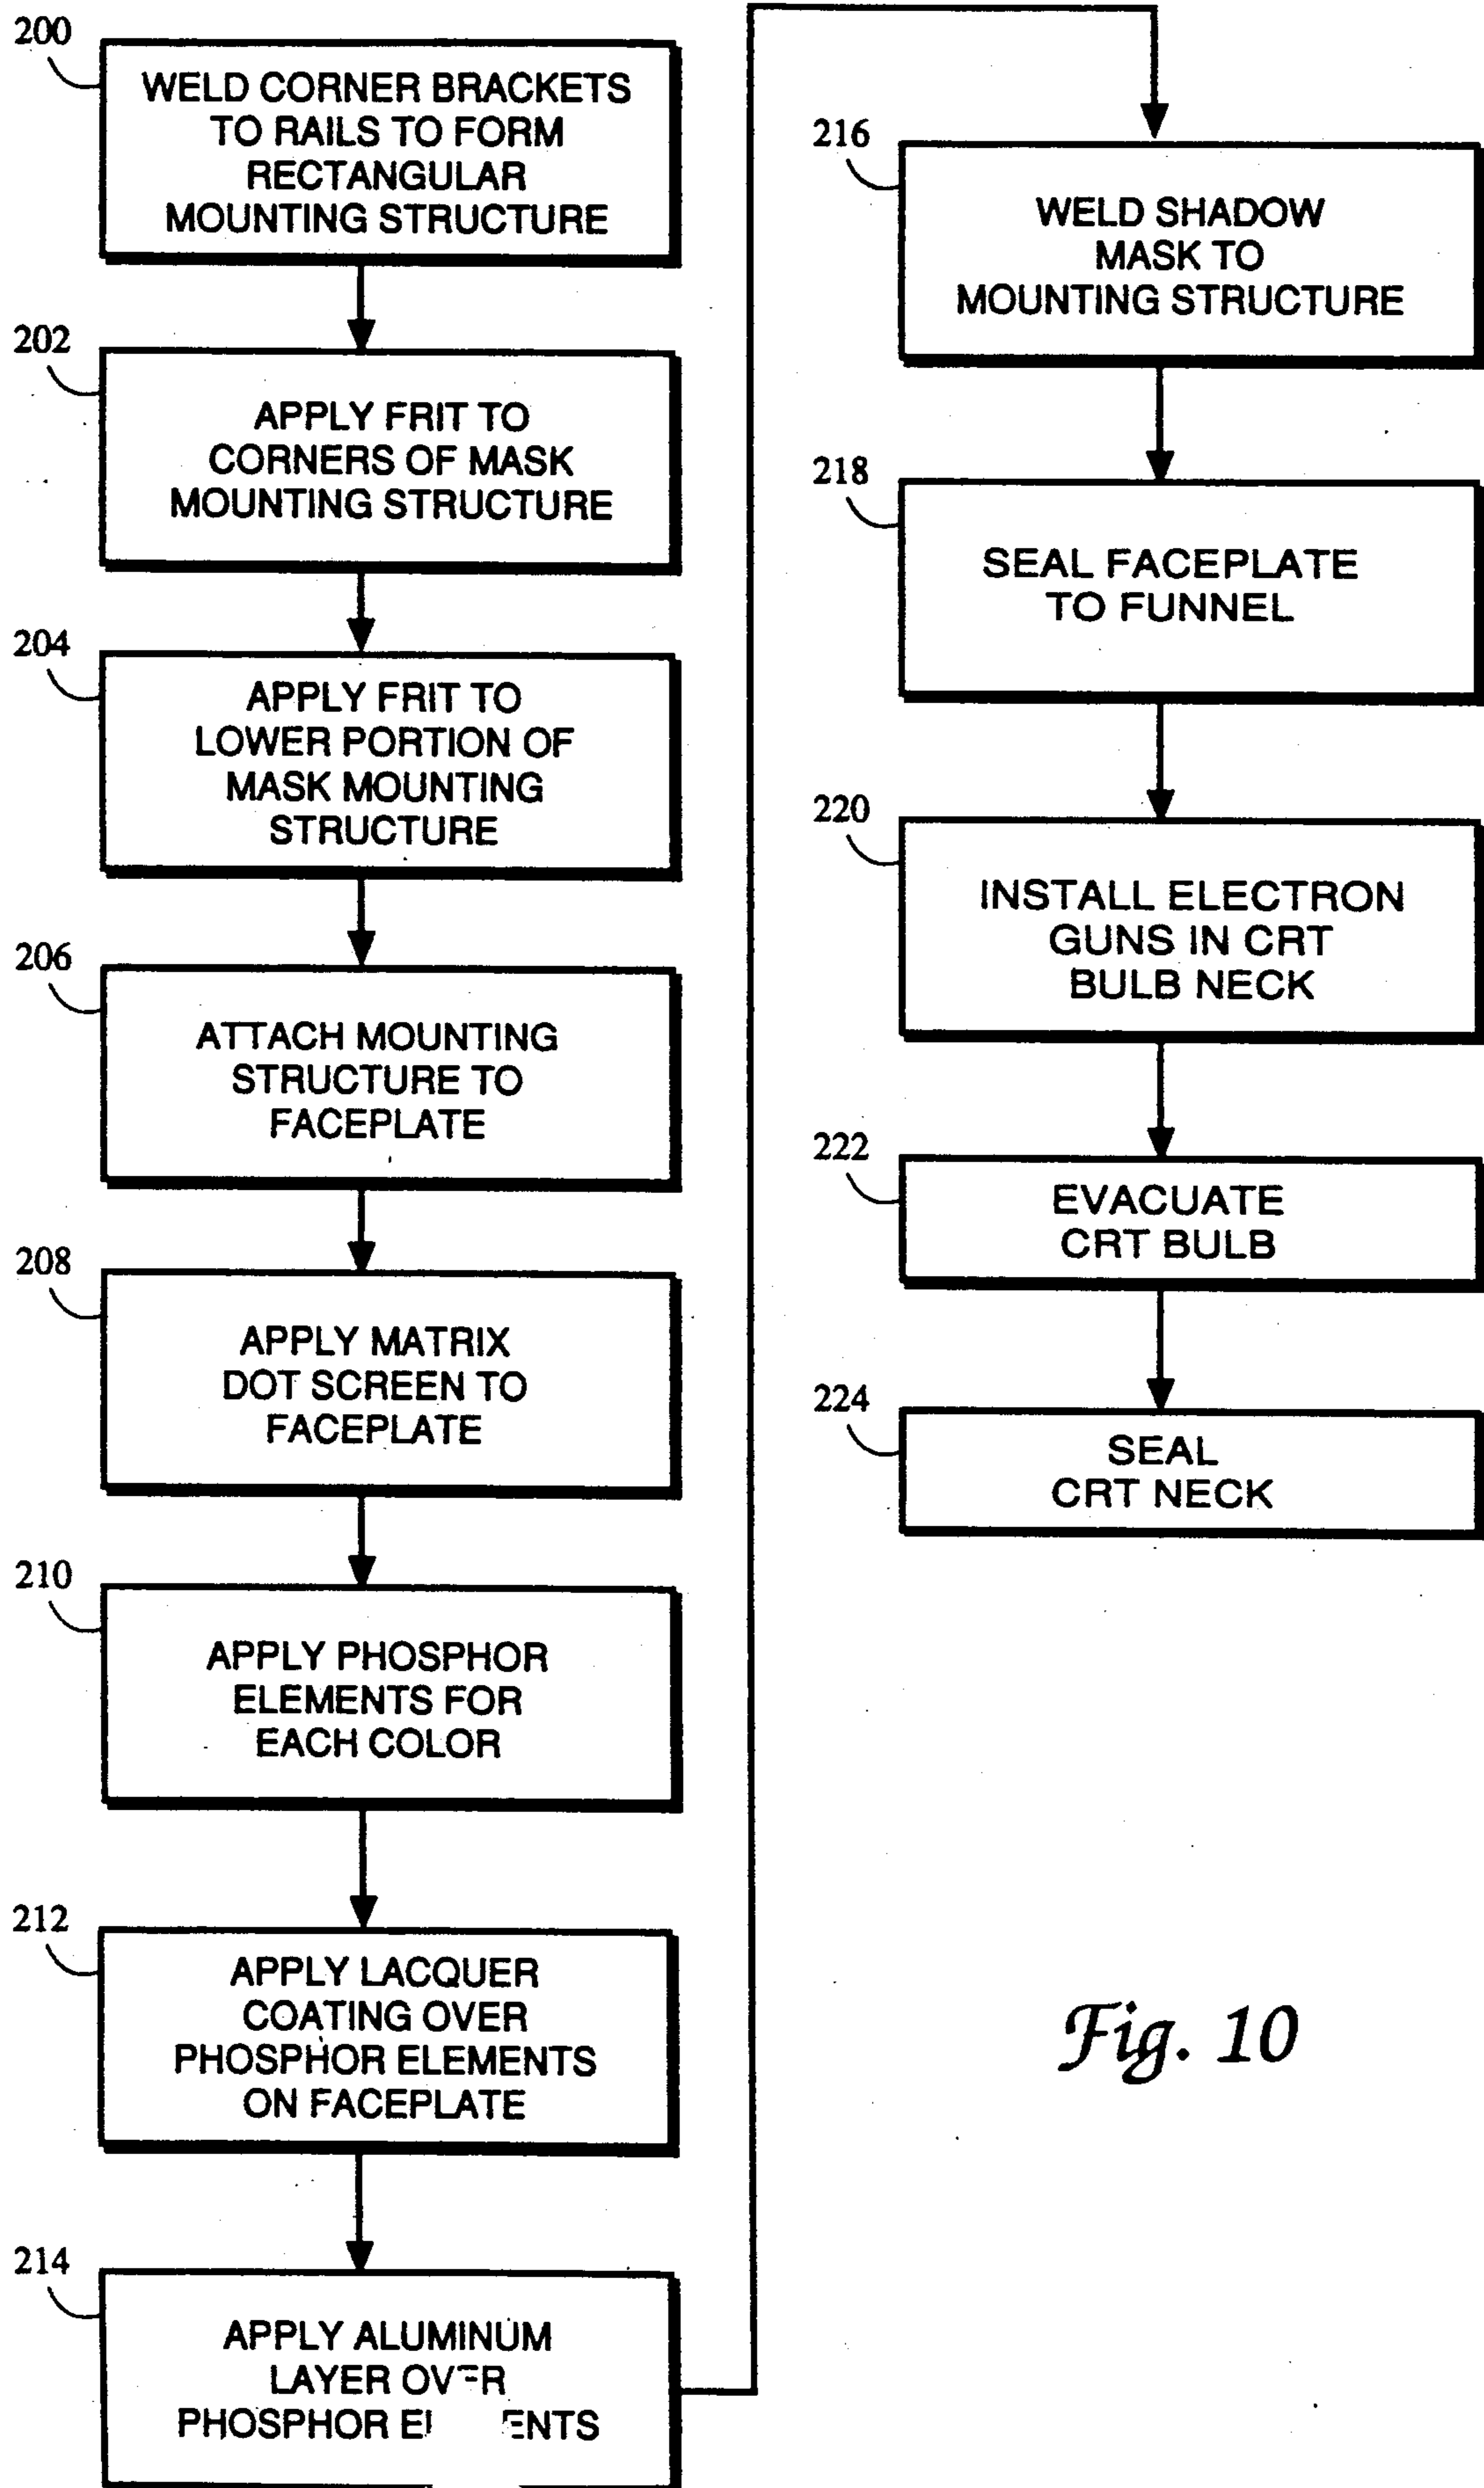 200
WELD CORNER BRACKETS
TO RAILS TO FORM
RECTANGULAR
MOUNTING STRUCTURE
202
APPLY FRIT TO
CORNERS OF MASK
MOUNTING STRUCTURE
204
APPLY FRIT TO
LOWER PORTION OF
MASK MOUNTING
STRUCTURE
206
ATTACH MOUNTING
STRUCTURE TO
FACEPLATE
208
APPLY MATRIX
DOT SCREEN TO
FACEPLATE
210
APPLY PHOSPHOR
ELEMENTS FOR
EACH COLOR
212
APPLY LACQUER
COATING OVER
PHOSPHOR ELEMENTS
ON FACEPLATE
214
APPLY ALUMINUM
LAYER OVER
PHOSPHOR
216
WELD SHADOW
MASK TO
MOUNTING STRUCTURE
218
SEAL FACEPLATE
TO FUNNEL
220
INSTALL ELECTRON
GUNS IN CRT
BULB NECK
222
EVACUATE
CRT BULB
224
SEAL
CRT NECK
Fig. 10